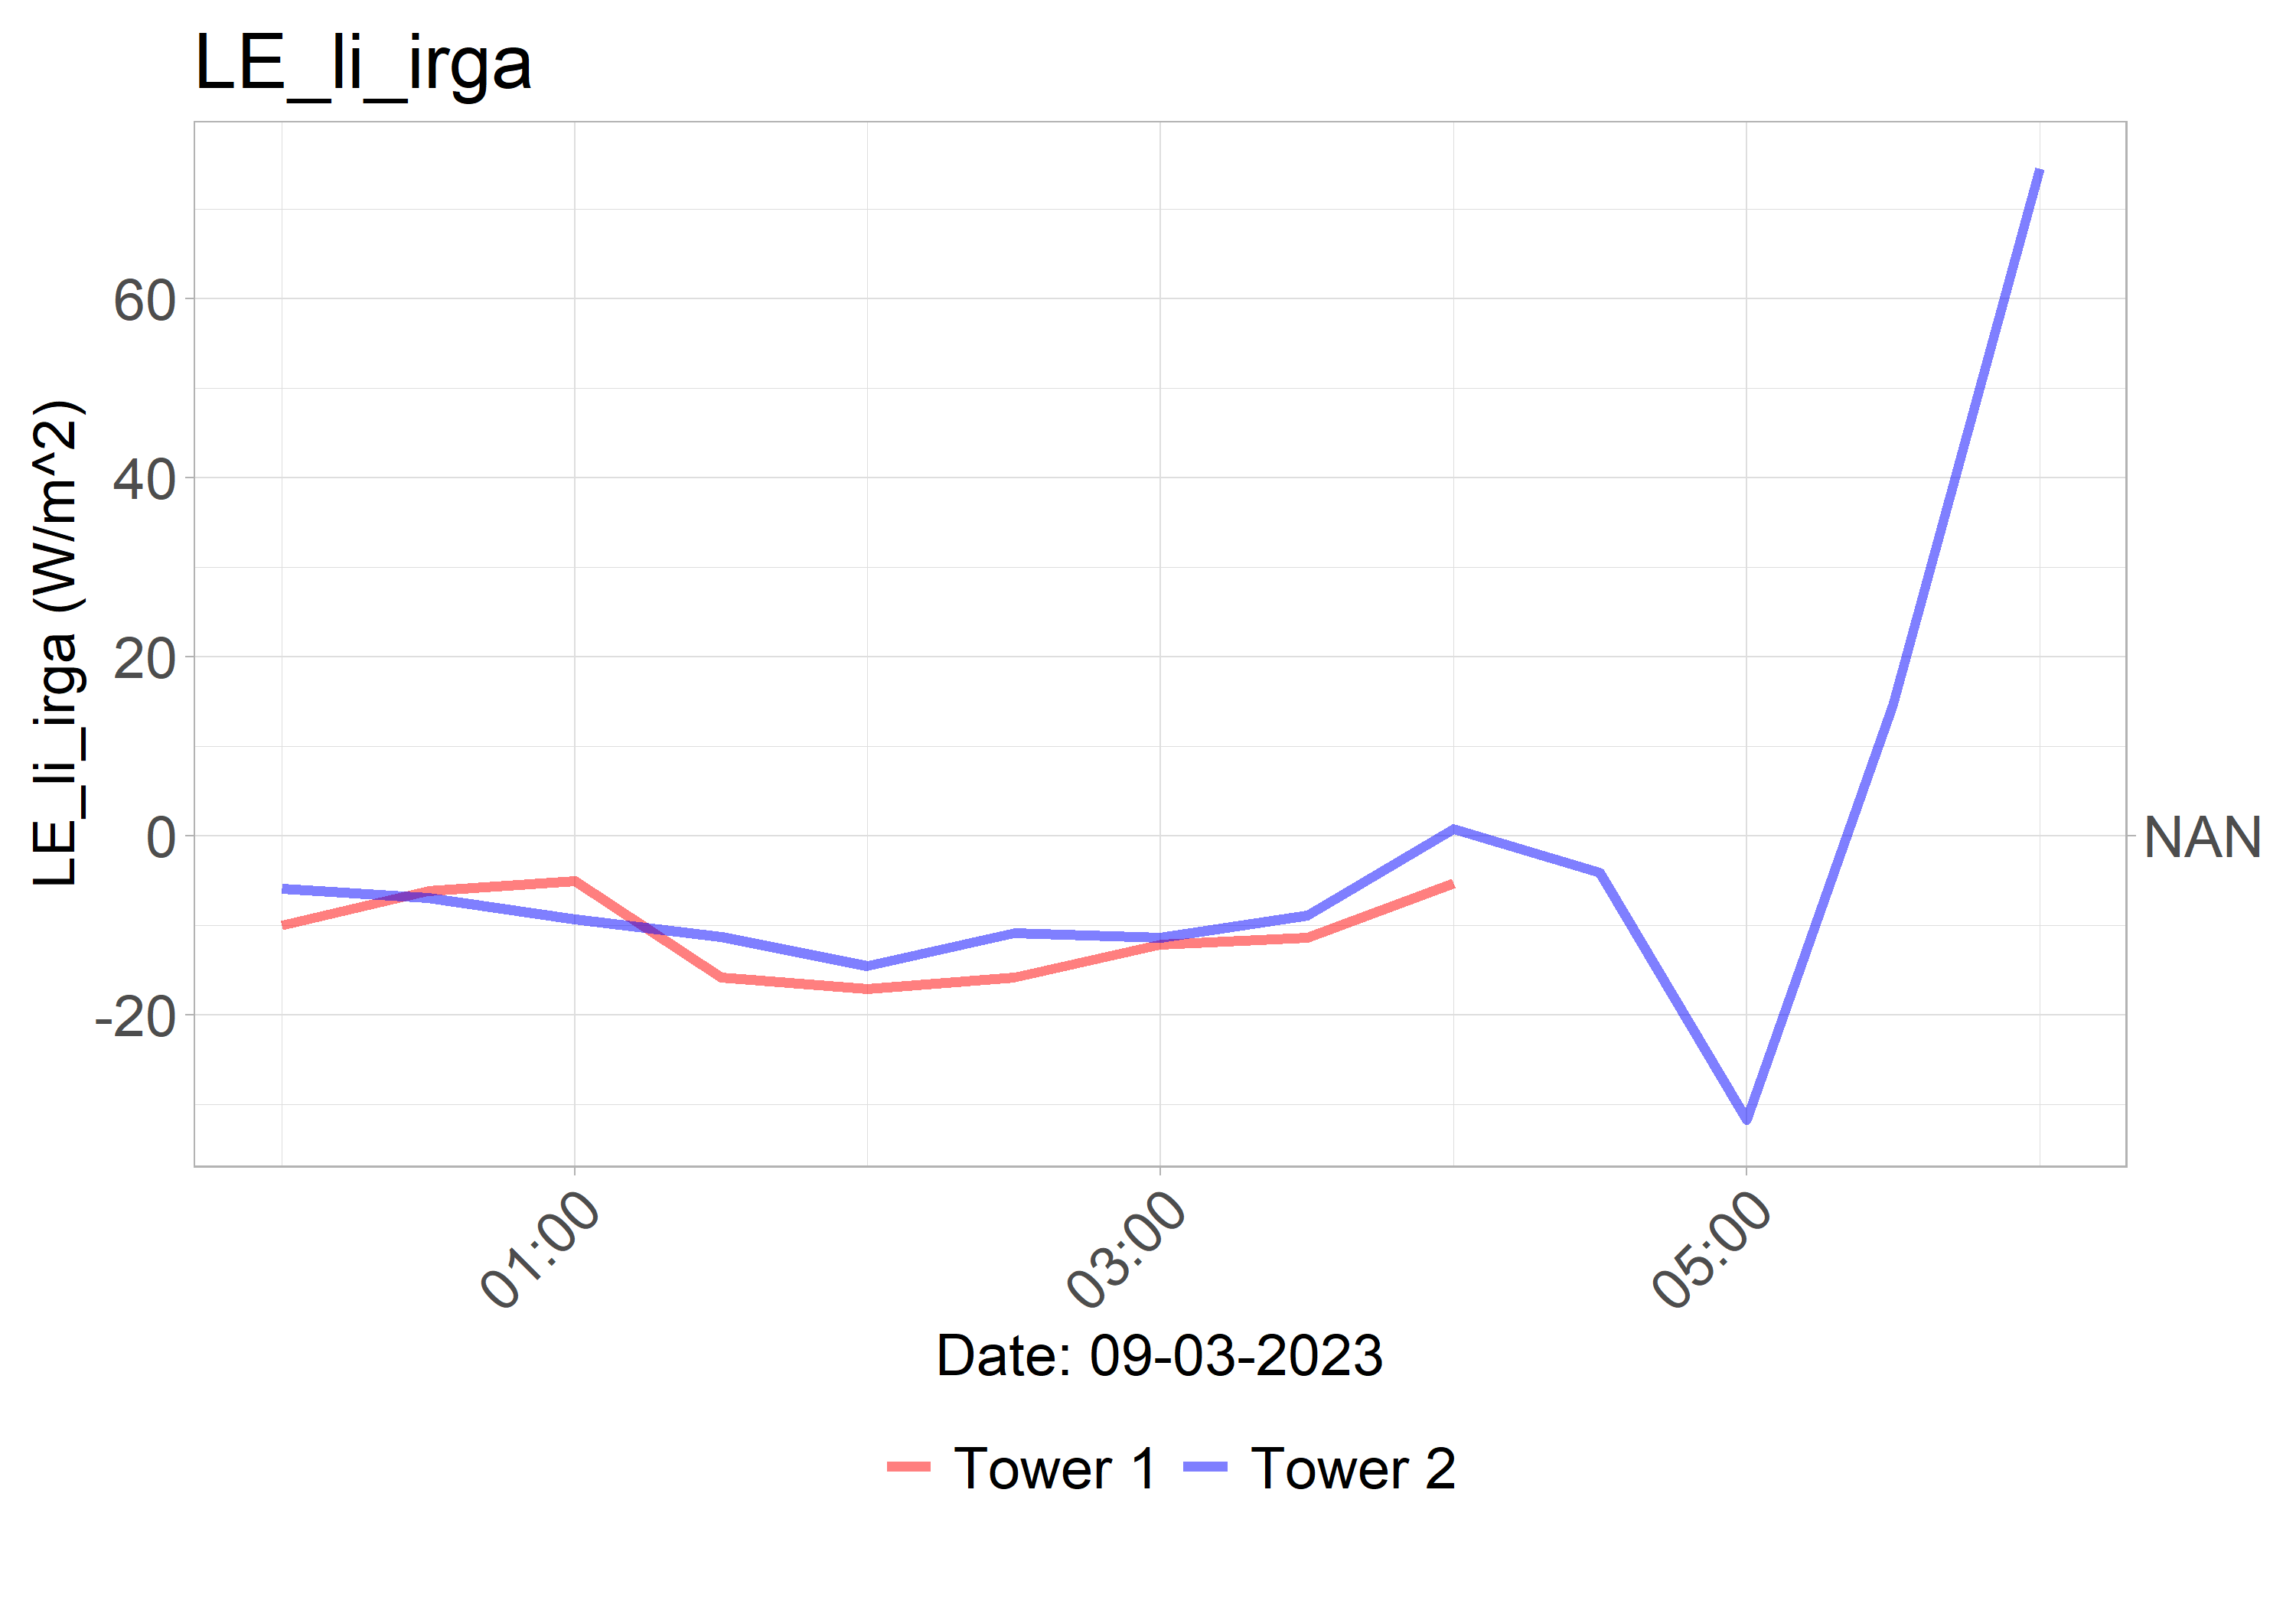 LE_li_irga
LE_li_irga (W/m^2)
60
40
20
0
-20
NAN
01:00
03:00
05:00
Date: 09-03-2023
Tower 1
Tower 2